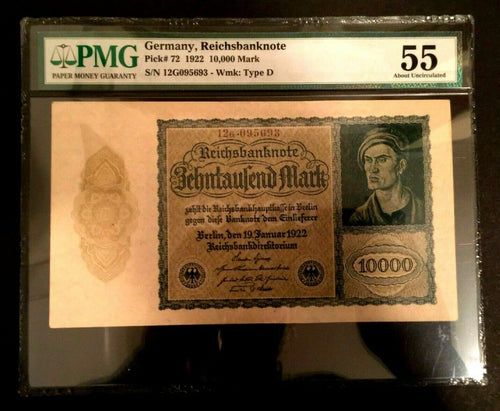 PMG
PAPER MONEY GUARANTY
Germany, Reichsbanknote
Pick# 72 1922 10,000 Mark
S/N 12G095693 - Wmk: Type D
55
About Uncirculated
12G·095693
Reichsbanknote
Zehntausend Mark
zahlt die Reichsbankhauptkasse in Berlin
gegen diese Banknote dem Einlieferer
Berlin, den 19. Januar 1922
Reichsbankdirektorium
10000